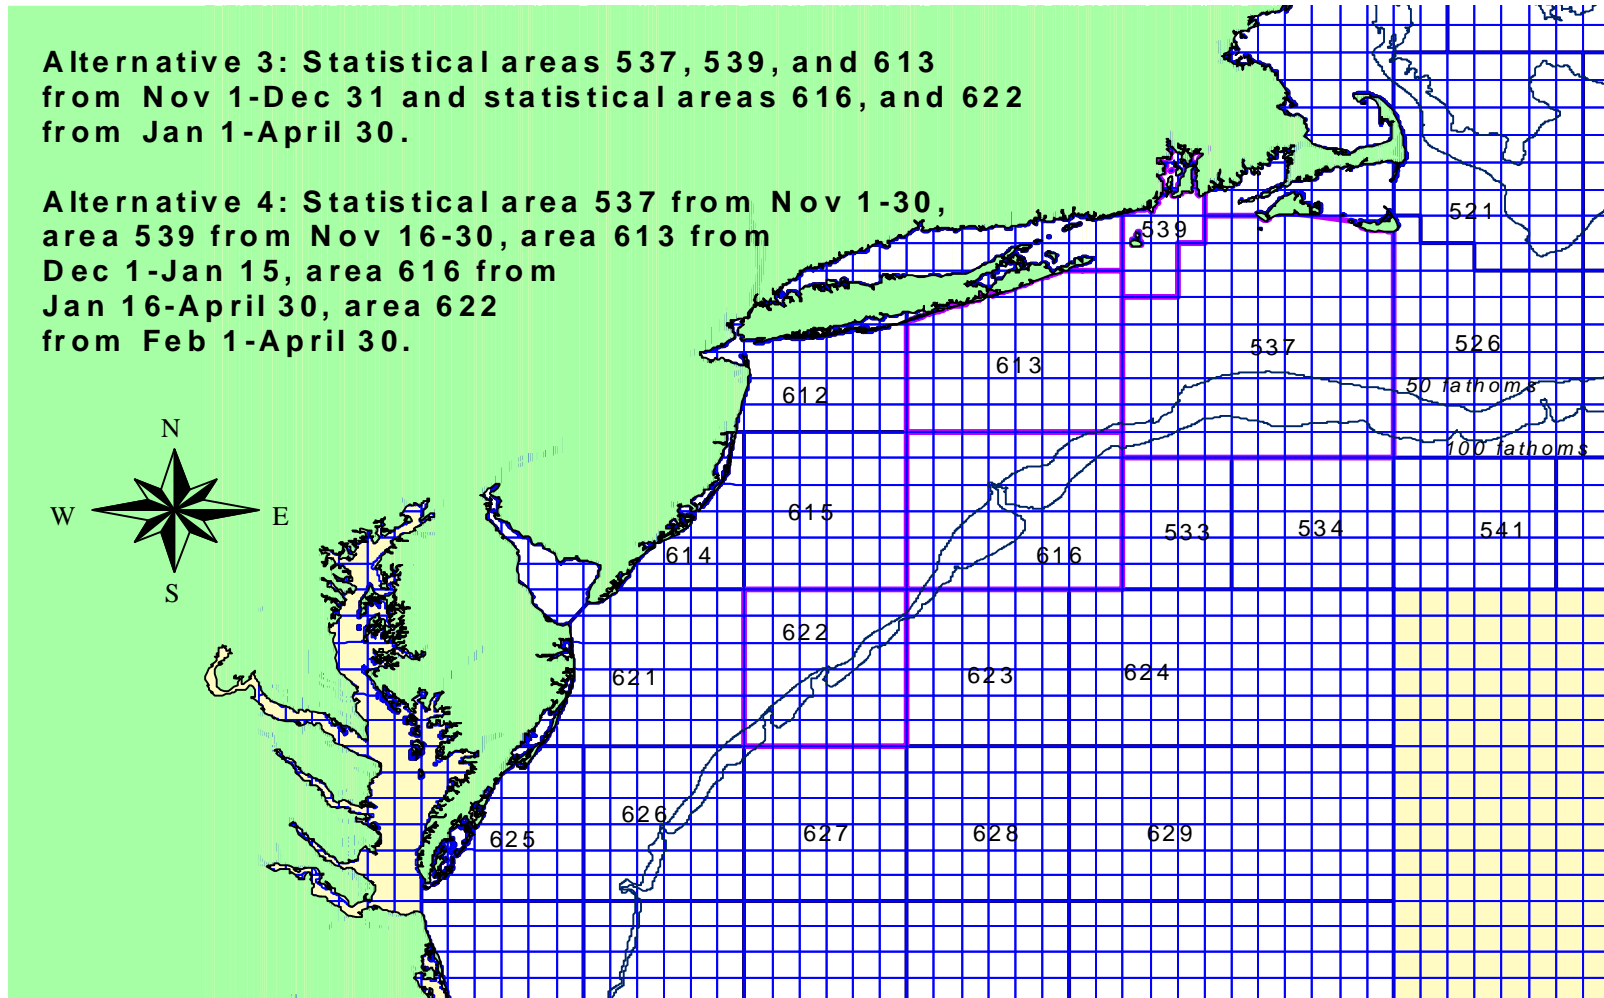 Alternative 3: Statistical areas 537, 539, and 613
from Nov 1-Dec 31 and statistical areas 616, and 622
from Jan 1-April 30.
Alternative 4: Statistical area 537 from Nov 1-30,
area 539 from Nov 16-30, area 613 from
Dec 1-Jan 15, area 616 from
Jan 16-April 30, area 622
from Feb 1-April 30.
521
539
526
537
613
50 fathoms
612
100 fathoms
N
W
E
S
615
614
616
533
534
541
622
621
623
624
626
625
627
628
629